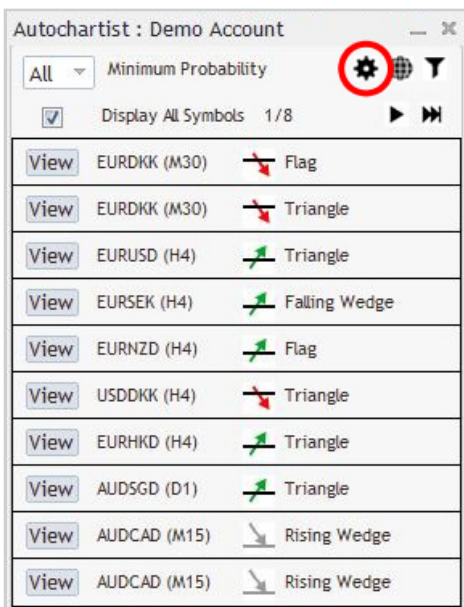 Autochartist : Demo Account
All Minimum Probability
Display All Symbols 1/8
View EURDKK (M30) Flag
View EURDKK (M30) Triangle
View EURUSD (H4) Triangle
View EURSEK (H4) Falling Wedge
View EURNZD (H4) Flag
View USDDKK (H4) Triangle
View EURHKD (H4) Triangle
View AUDSGD (D1) Triangle
View AUDCAD (M15) Rising Wedge
View AUDCAD (M15) Rising Wedge